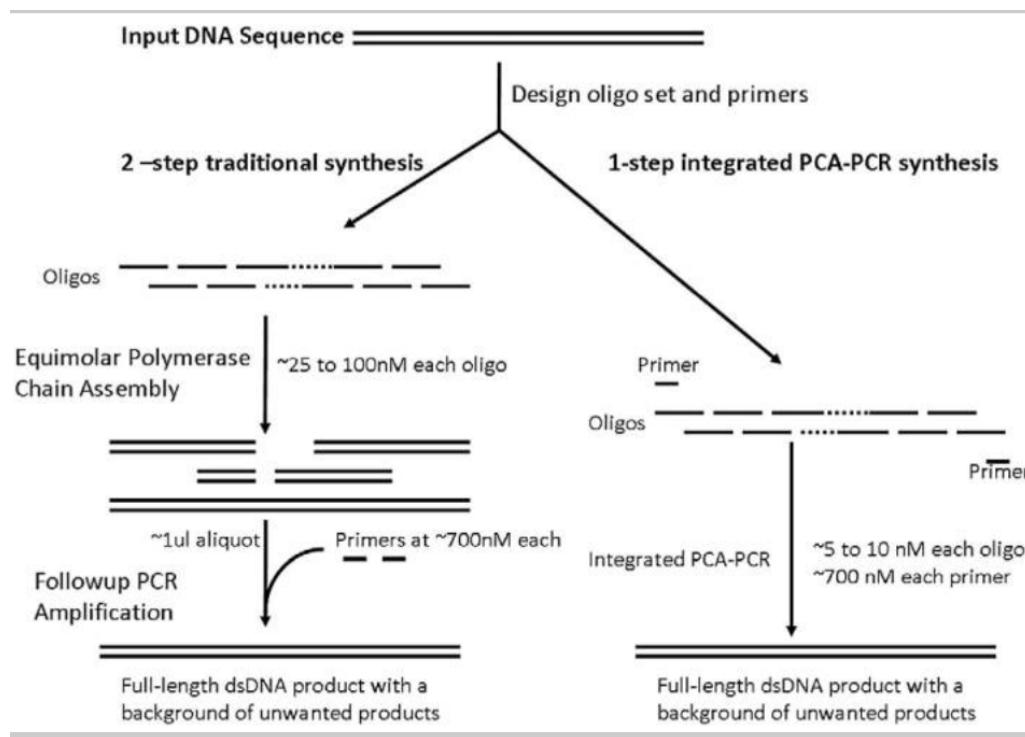 Input DNA Sequence
Design oligo set and primers
2 –step traditional synthesis
1-step integrated PCA-PCR synthesis
Oligos
Equimolar Polymerase
Chain Assembly
~25 to 100nM each oligo
~1ul aliquot
Primers at ~700nM each
Followup PCR
Amplification
Full-length dsDNA product with a
background of unwanted products
Primer
Oligos
Primer
Integrated PCA-PCR
~5 to 10 nM each oligo
~700 nM each primer
Full-length dsDNA product with a
background of unwanted products